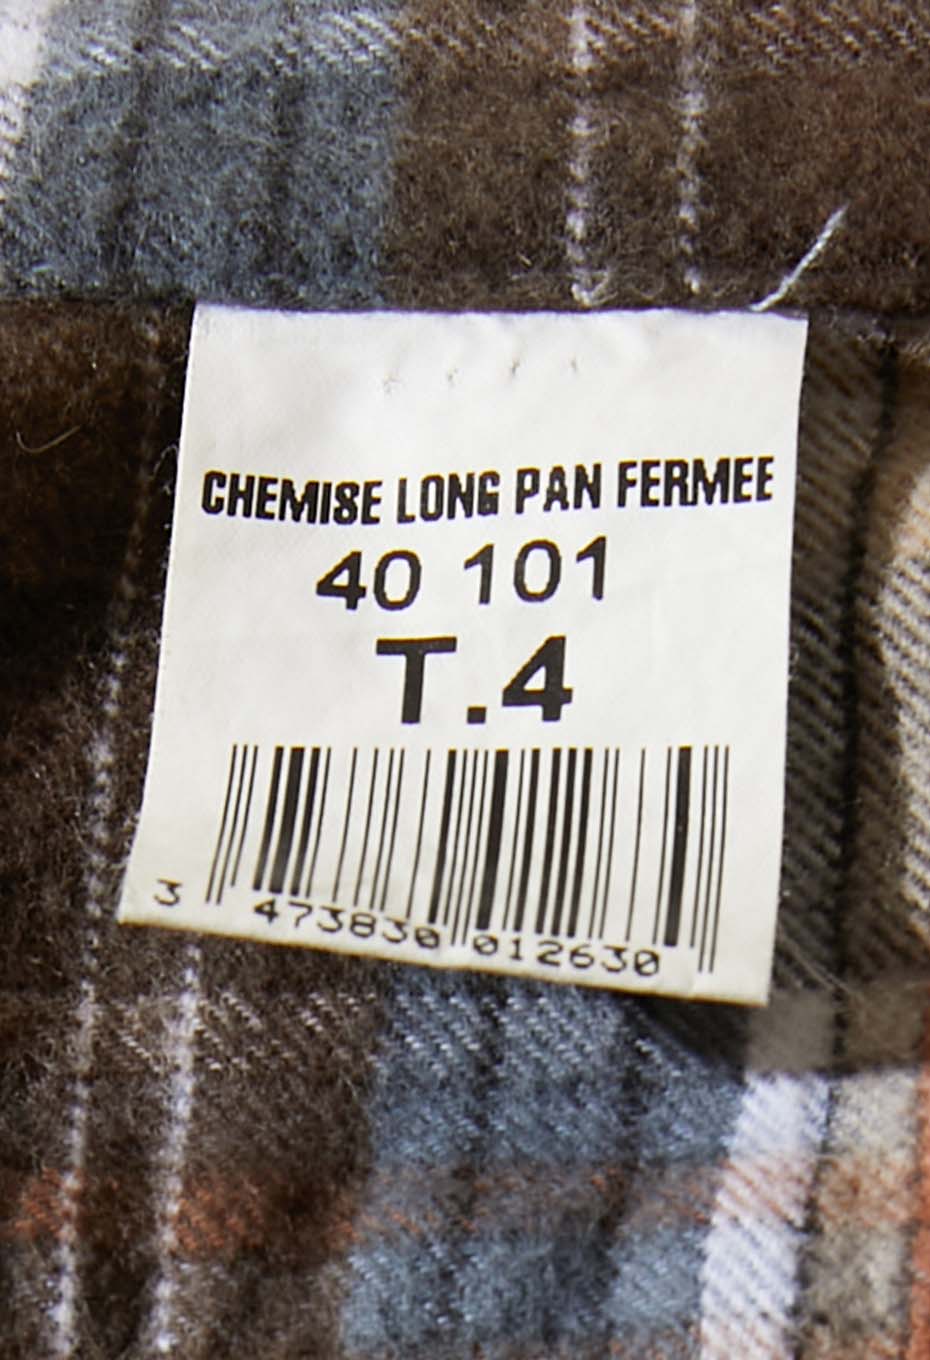 CHEMISE LONG PAN FERMEE
40 101
T.4
3 473830 012630